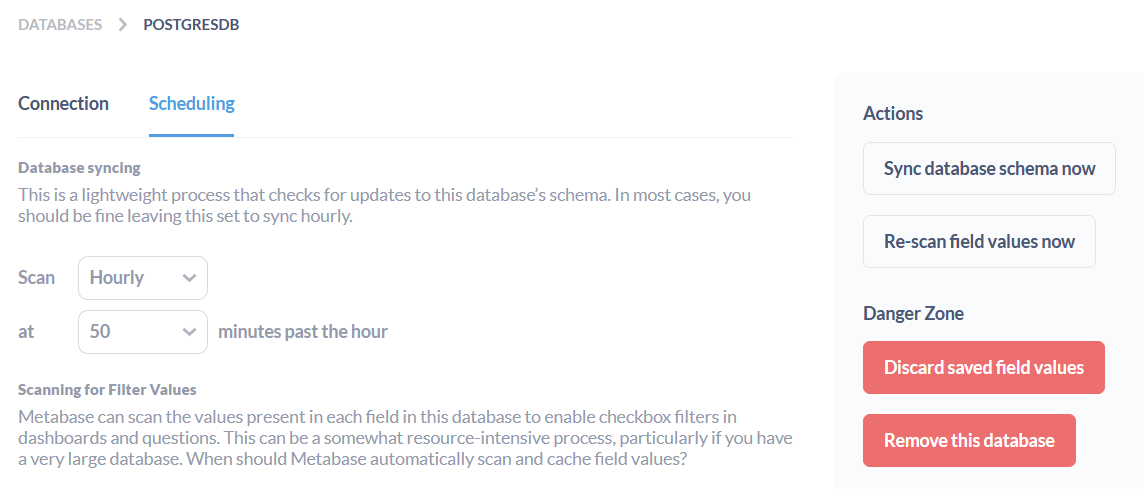 DATABASES > POSTGRESDB
Connection Scheduling
Database syncing
This is a lightweight process that checks for updates to this database's schema. In most cases, you
should be fine leaving this set to sync hourly.
Scan Hourly
at 50 minutes past the hour
Scanning for Filter Values
Metabase can scan the values present in each field in this database to enable checkbox filters in
dashboards and questions. This can be a somewhat resource-intensive process, particularly if you have
a very large database. When should Metabase automatically scan and cache field values?
Actions
Sync database schema now
Re-scan field values now
Danger Zone
Discard saved field values
Remove this database